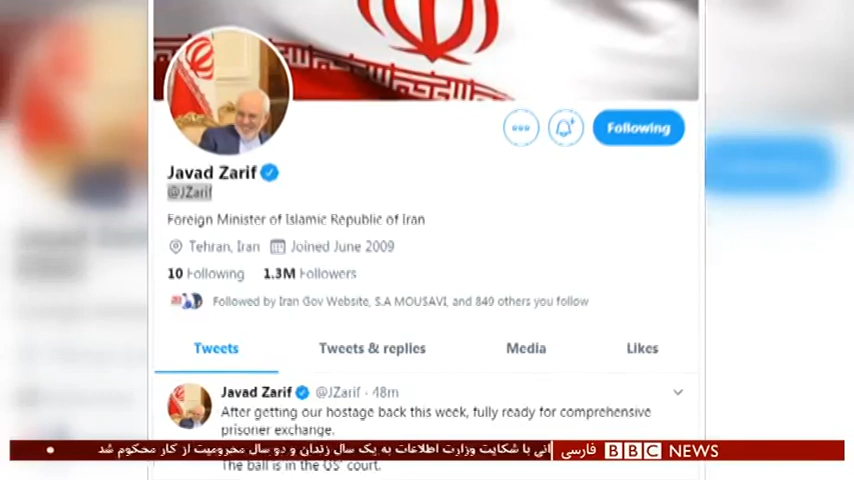 Javad Zarif
@JZarif
Foreign Minister of Islamic Republic of Iran
Tehran, Iran Joined June 2009
10 Following 1.3M Followers
Followed by Iran Gov Website, S.A MOUSAVI, and 849 others you follow
Following
Tweets Tweets & replies Media Likes
Javad Zarif @JZarif · 48m
After getting our hostage back this week, fully ready for comprehensive
prisoner exchange.
The ball is in the US' court.
انی با شکایت وزارت اطلاعات به یک سال زندان و دو سال محرومیت از کار محکوم شد
فارسی BBC NEWS